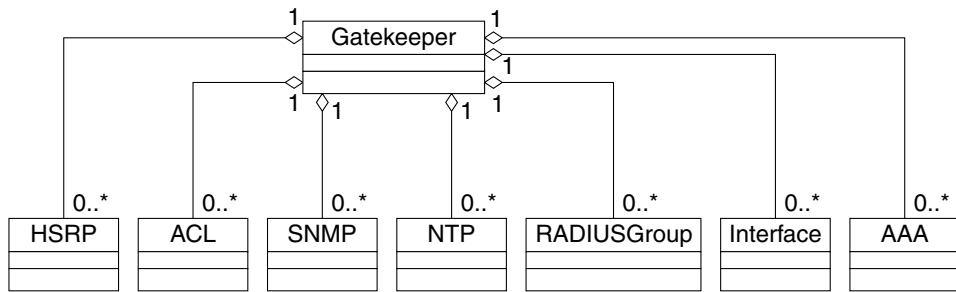 1 1
Gatekeeper
1
1 1 1 1
0..* 0..* 0..* 0..* 0..* 0..* 0..*
HSRP ACL SNMP NTP RADIUSGroup Interface AAA